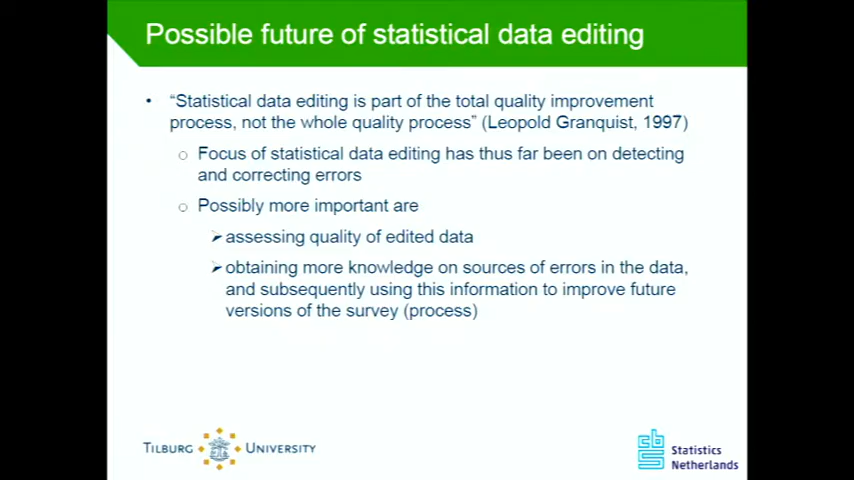 Possible future of statistical data editing
• “Statistical data editing is part of the total quality improvement
process, not the whole quality process” (Leopold Granquist, 1997)
○ Focus of statistical data editing has thus far been on detecting
and correcting errors
○ Possibly more important are
➢ assessing quality of edited data
➢ obtaining more knowledge on sources of errors in the data,
and subsequently using this information to improve future
versions of the survey (process)
TILBURG UNIVERSITY
cbs Statistics
Netherlands